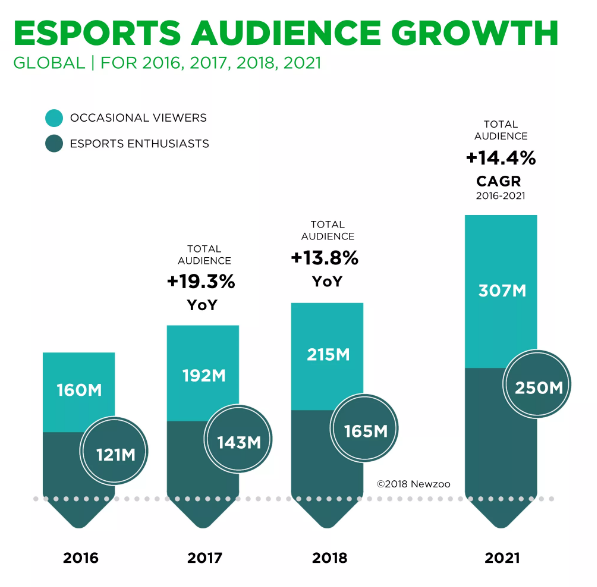 ESPORTS AUDIENCE GROWTH
GLOBAL | FOR 2016, 2017, 2018, 2021
OCCASIONAL VIEWERS
ESPORTS ENTHUSIASTS
TOTAL
AUDIENCE
+19.3%
YoY
TOTAL
AUDIENCE
+13.8%
YoY
TOTAL
AUDIENCE
+14.4%
CAGR
2016-2021
160M
121M
192M
143M
215M
165M
307M
250M
©2018 Newzoo
2016
2017
2018
2021